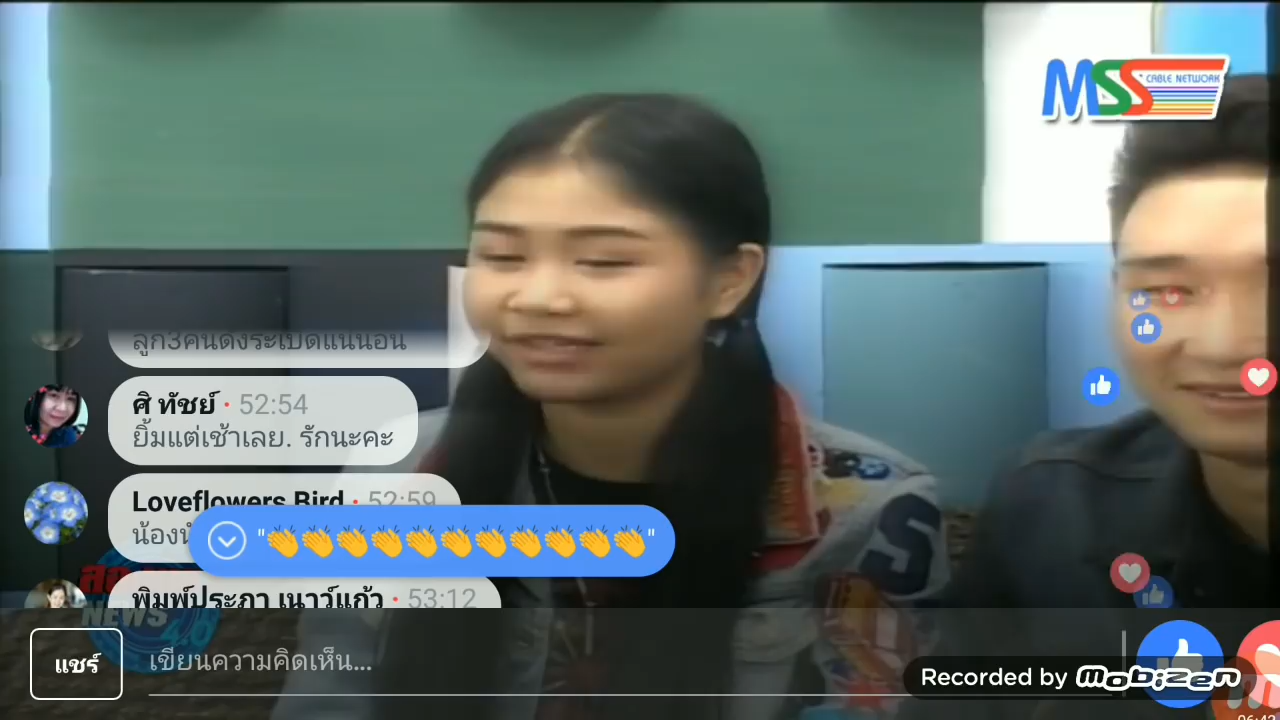 MSS CABLE NETWORK
ลูก3คนดังระเบิดแน่นอน
ศิ ทัชย์ · 52:54
ยิ้มแต่เช้าเลย. รักนะคะ
Loveflowers Bird · 52:59
"👏👏👏👏👏👏👏👏👏👏👏"
พิมพ์ประภา เนาว์แก้ว · 53:12
NEWS
4.0
แชร์
เขียนความคิดเห็น...
S
Recorded by mobizen